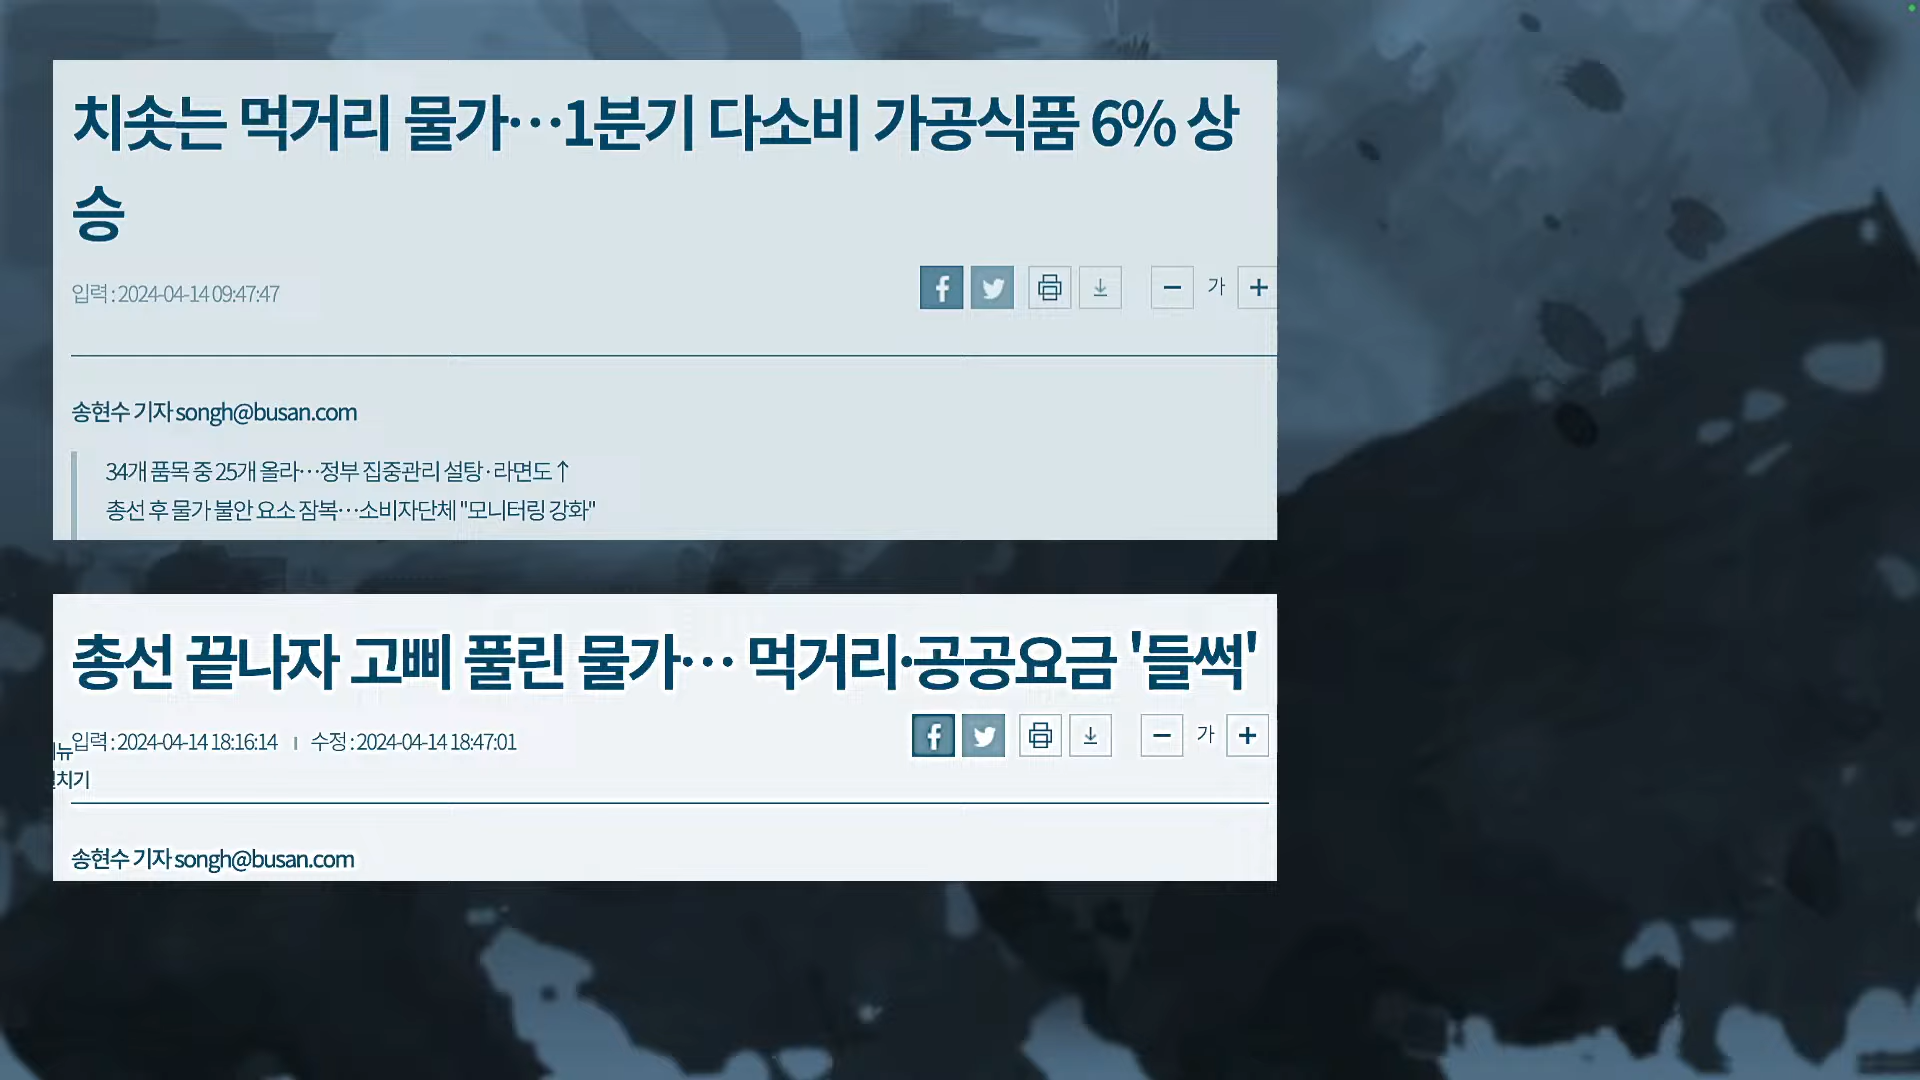 치솟는 먹거리 물가…1분기 다소비 가공식품 6% 상
승
입력 : 2024-04-14 09:47:47
가
송현수 기자 songh@busan.com
34개 품목 중 25개 올라…정부 집중관리 설탕·라면도↑
총선 후 물가 불안 요소 잠복…소비자단체 "모니터링 강화"
총선 끝나자 고삐 풀린 물가… 먹거리·공공요금 '들썩'
입력 : 2024-04-14 18:16:14 | 수정 : 2024-04-14 18:47:01
가
뉴
치기
송현수 기자 songh@busan.com